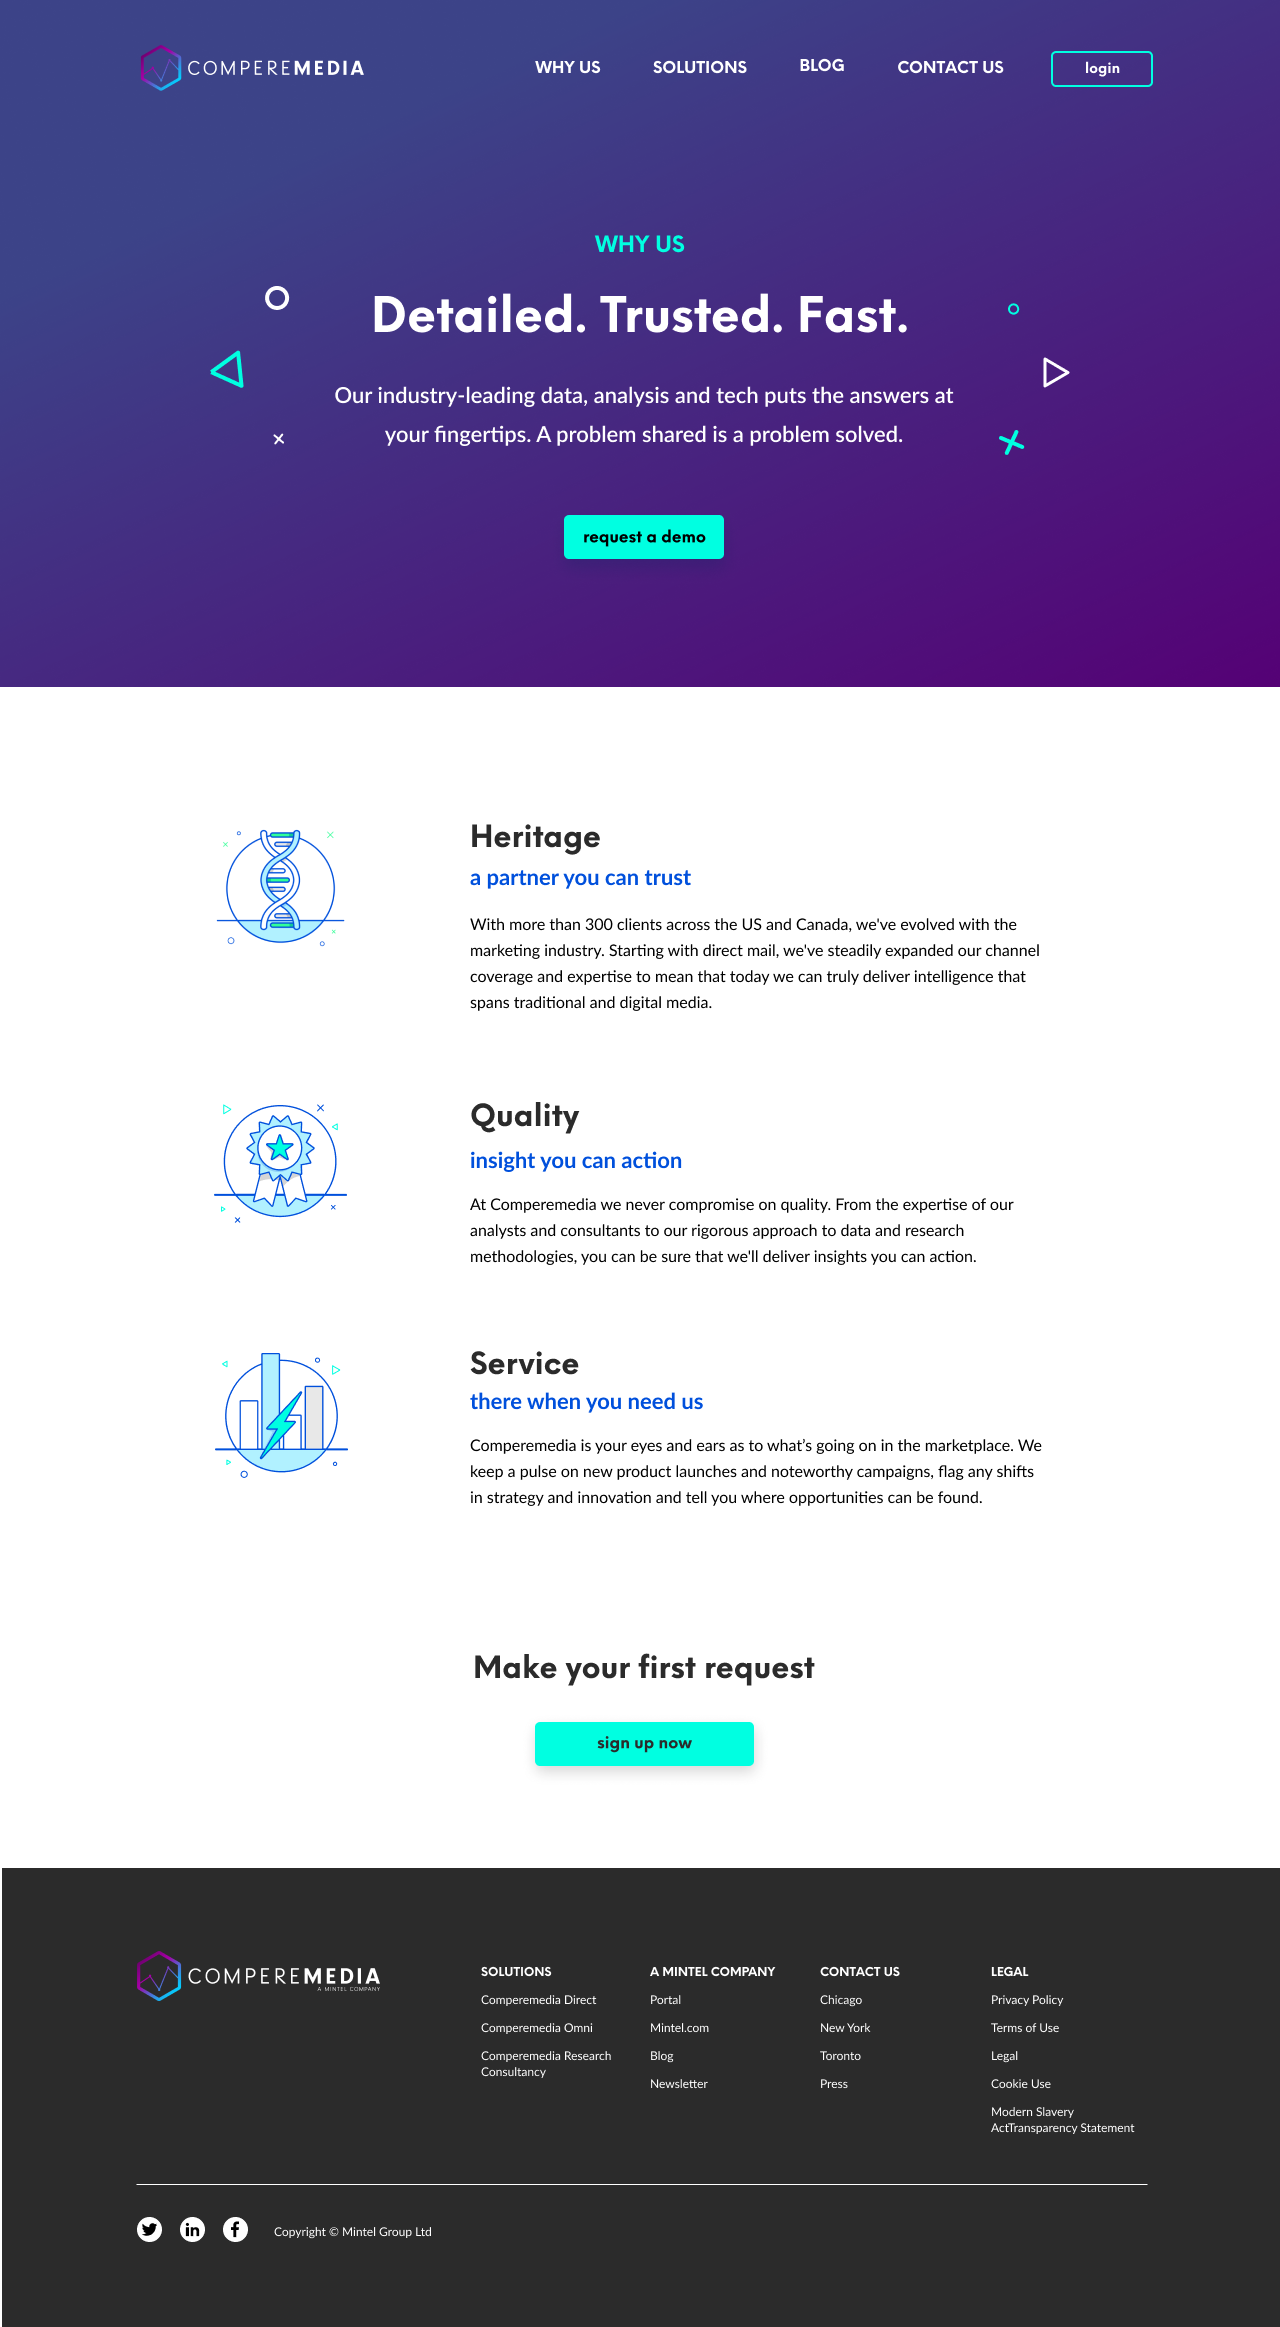 COMPEREMEDIA
WHY US
SOLUTIONS
BLOG
CONTACT US
login
WHY US
Detailed. Trusted. Fast.
Our industry-leading data, analysis and tech puts the answers at
your fingertips. A problem shared is a problem solved.
request a demo
Heritage
a partner you can trust
With more than 300 clients across the US and Canada, we've evolved with the
marketing industry. Starting with direct mail, we've steadily expanded our channel
coverage and expertise to mean that today we can truly deliver intelligence that
spans traditional and digital media.
Quality
insight you can action
At Comperemedia we never compromise on quality. From the expertise of our
analysts and consultants to our rigorous approach to data and research
methodologies, you can be sure that we'll deliver insights you can action.
Service
there when you need us
Comperemedia is your eyes and ears as to what’s going on in the marketplace. We
keep a pulse on new product launches and noteworthy campaigns, flag any shifts
in strategy and innovation and tell you where opportunities can be found.
Make your first request
sign up now
COMPEREMEDIA
A MINTEL COMPANY
SOLUTIONS
Comperemedia Direct
Comperemedia Omni
Comperemedia Research
Consultancy
A MINTEL COMPANY
Portal
Mintel.com
Blog
Newsletter
CONTACT US
Chicago
New York
Toronto
Press
LEGAL
Privacy Policy
Terms of Use
Legal
Cookie Use
Modern Slavery
ActTransparency Statement
Copyright © Mintel Group Ltd